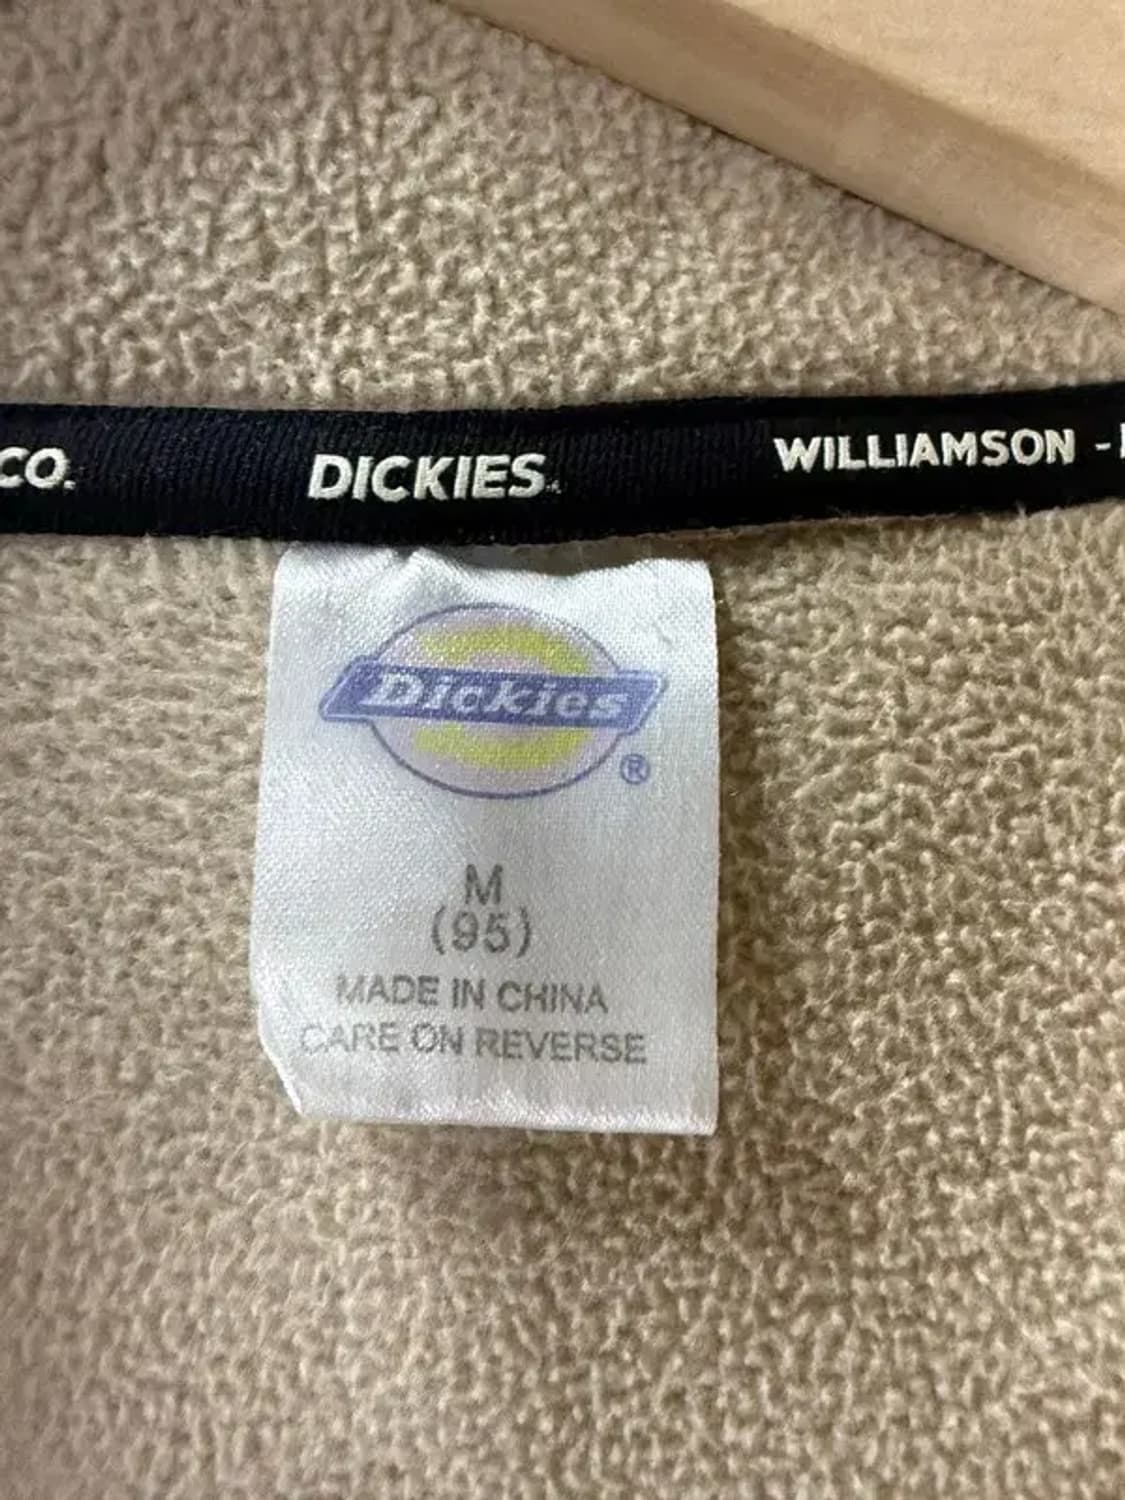 CO. DICKIES WILLIAMSON -
Dickies
®
M
(95)
MADE IN CHINA
CARE ON REVERSE